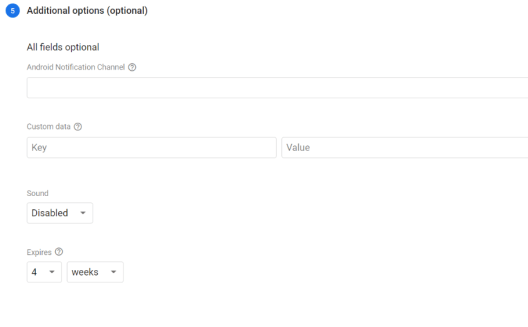 5 Additional options (optional)
All fields optional
Android Notification Channel ?
Custom data ?
Key Value
Sound
Disabled
Expires ?
4 weeks